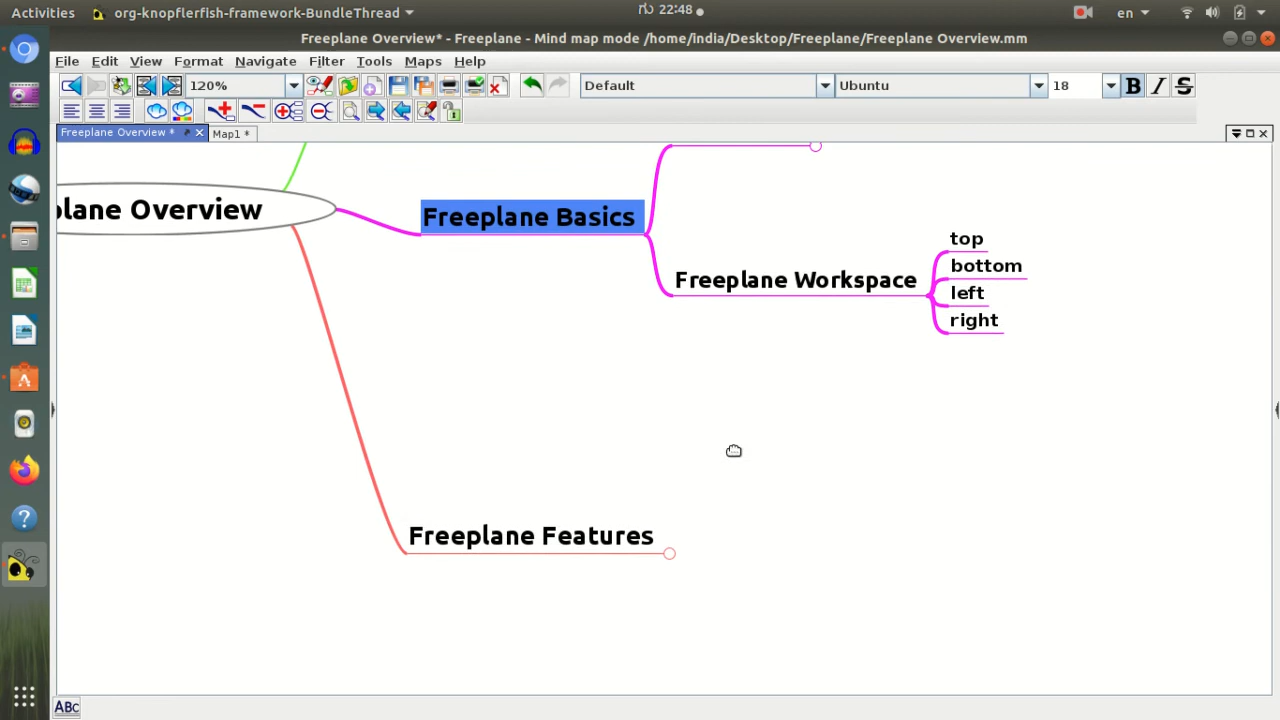 Activities org-knopflerfish-framework-BundleThread 22:48 en
Freeplane Overview* - Freeplane - Mind map mode /home/india/Desktop/Freeplane/Freeplane Overview.mm
File Edit View Format Navigate Filter Tools Maps Help
120% Default Ubuntu 18 B I S
Freeplane Overview * Map1 *
plane Overview
Freeplane Basics
Freeplane Workspace
top
bottom
left
right
Freeplane Features
ABC